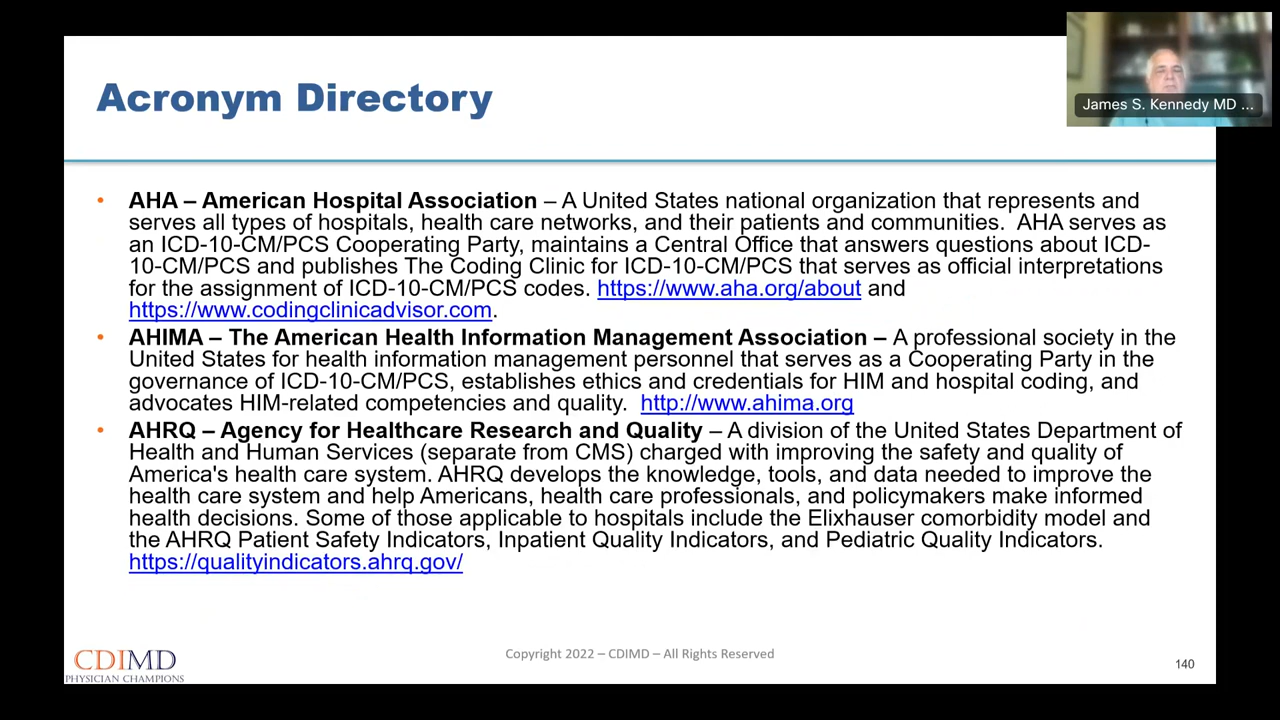 Acronym Directory
James S. Kennedy MD ...
• AHA – American Hospital Association – A United States national organization that represents and
serves all types of hospitals, health care networks, and their patients and communities.  AHA serves as
an ICD-10-CM/PCS Cooperating Party, maintains a Central Office that answers questions about ICD-
10-CM/PCS and publishes The Coding Clinic for ICD-10-CM/PCS that serves as official interpretations
for the assignment of ICD-10-CM/PCS codes. https://www.aha.org/about and
https://www.codingclinicadvisor.com.
• AHIMA – The American Health Information Management Association – A professional society in the
United States for health information management personnel that serves as a Cooperating Party in the
governance of ICD-10-CM/PCS, establishes ethics and credentials for HIM and hospital coding, and
advocates HIM-related competencies and quality.  http://www.ahima.org
• AHRQ – Agency for Healthcare Research and Quality – A division of the United States Department of
Health and Human Services (separate from CMS) charged with improving the safety and quality of
America's health care system. AHRQ develops the knowledge, tools, and data needed to improve the
health care system and help Americans, health care professionals, and policymakers make informed
health decisions. Some of those applicable to hospitals include the Elixhauser comorbidity model and
the AHRQ Patient Safety Indicators, Inpatient Quality Indicators, and Pediatric Quality Indicators.
https://qualityindicators.ahrq.gov/
CDIMD
PHYSICIAN CHAMPIONS
Copyright 2022 – CDIMD – All Rights Reserved
140